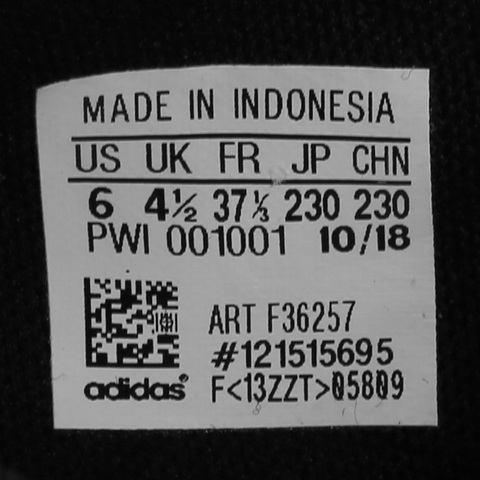 MADE IN INDONESIA
US UK FR JP CHN
6 4½ 37⅓ 230 230
PWI 001001 10/18
ART F36257
#121515695
adidas® F<13ZZT>05809